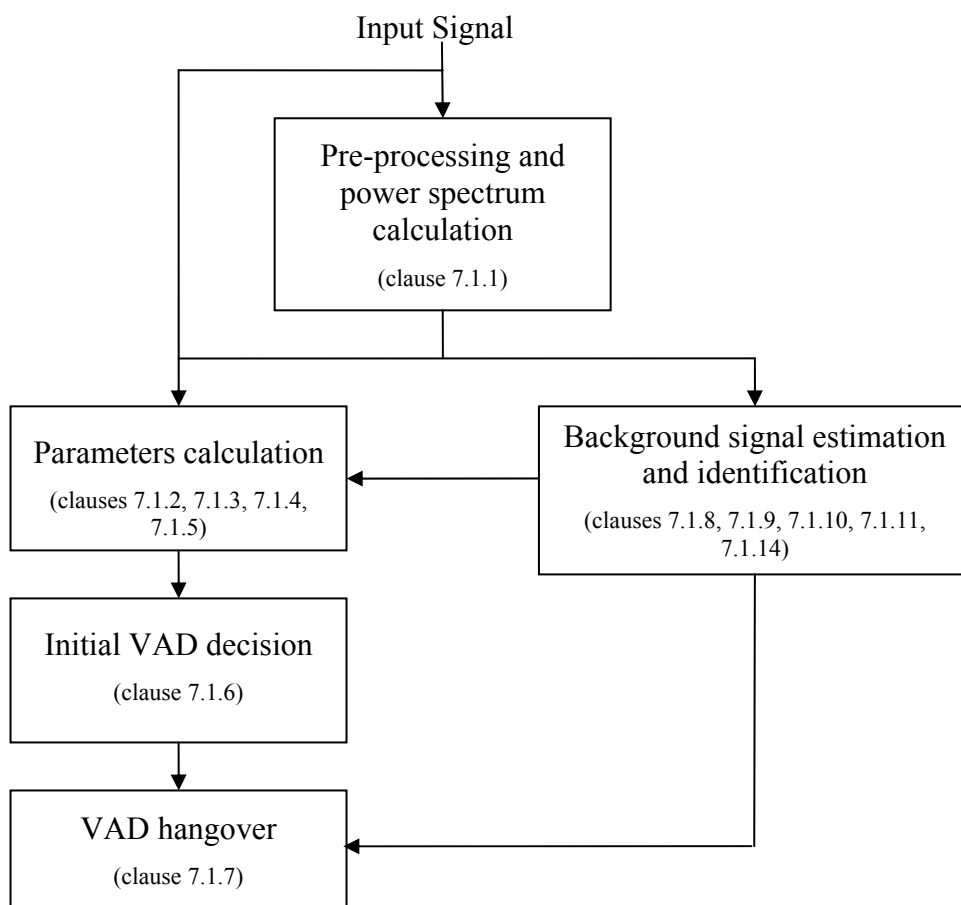 Input Signal
Pre-processing and
power spectrum
calculation
(clause 7.1.1)
Parameters calculation
(clauses 7.1.2, 7.1.3, 7.1.4,
7.1.5)
Background signal estimation
and identification
(clauses 7.1.8, 7.1.9, 7.1.10, 7.1.11,
7.1.14)
Initial VAD decision
(clause 7.1.6)
VAD hangover
(clause 7.1.7)